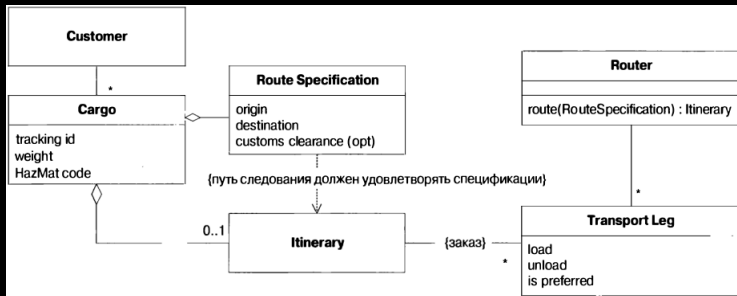 Customer
*
Cargo
tracking id
weight
HazMat code
Route Specification
origin
destination
customs clearance (opt)
Router
route(RouteSpecification) : Itinerary
*
{путь следования должен удовлетворять спецификации}
0..1
Itinerary
{заказ}
*
Transport Leg
load
unload
is preferred